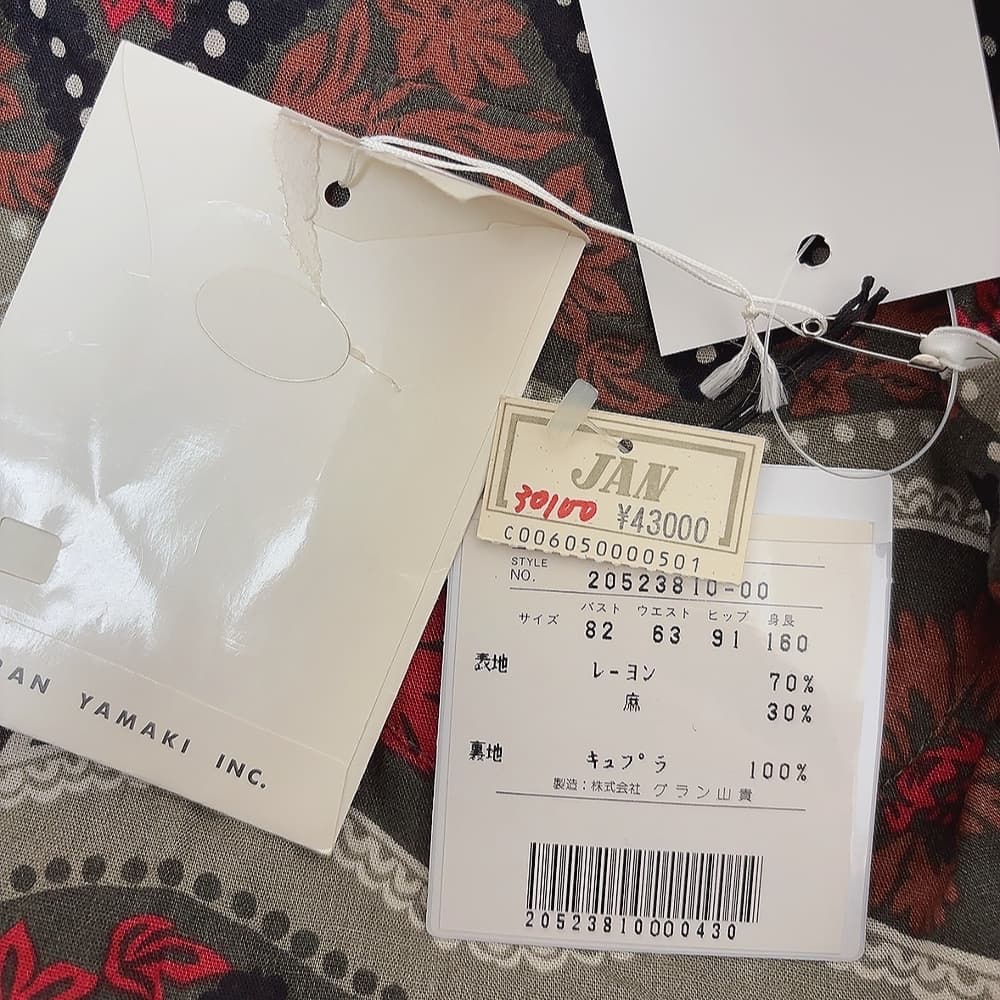 JAN
30100 ¥43000
C006050000501
STYLE
NO. 20523810-00
サイズ バスト ウエスト ヒップ 身長
82 63 91 160
表地 レーヨン 70%
麻 30%
裏地 キュプラ 100%
製造：株式会社 グラン山貴
20523810000430
YAMAKI INC.